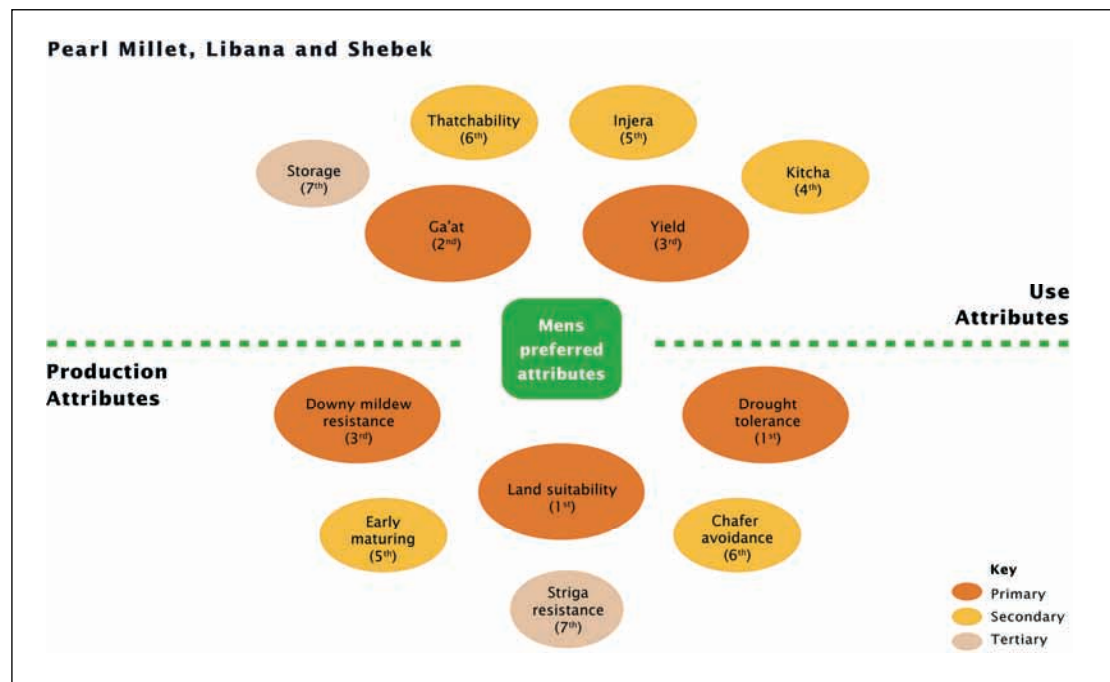 Pearl Millet, Libana and Shebek
Thatchability
(6th)
Injera
(5th)
Storage
(7th)
Kitcha
(4th)
Ga'at
(2nd)
Yield
(3rd)
Use
Attributes
Mens
preferred
attributes
Production
Attributes
Downy mildew
resistance
(3rd)
Drought
tolerance
(1st)
Land suitability
(1st)
Early
maturing
(5th)
Chafer
avoidance
(6th)
Striga
resistance
(7th)
Key
Primary
Secondary
Tertiary